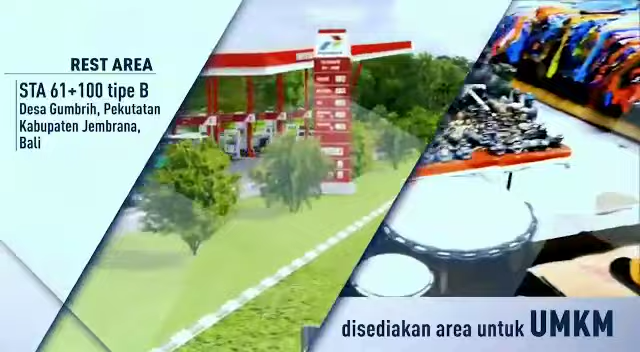 REST AREA
STA 61+100 tipe B
Desa Gumbrih, Pekutatan
Kabupaten Jembrana,
Bali
disediakan area untuk UMKM